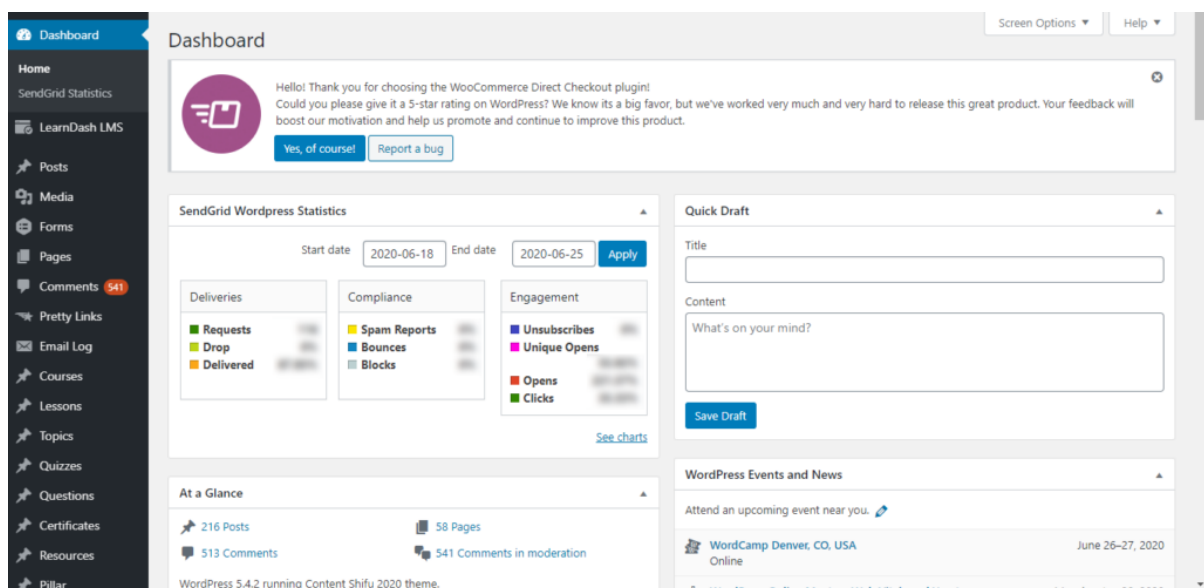 Dashboard
Home
SendGrid Statistics
LearnDash LMS
Posts
Media
Forms
Pages
Comments 541
Pretty Links
Email Log
Courses
Lessons
Topics
Quizzes
Questions
Certificates
Resources
Pillar
Screen Options
Help
Dashboard
Hello! Thank you for choosing the WooCommerce Direct Checkout plugin!
Could you please give it a 5-star rating on WordPress? We know its a big favor, but we've worked very much and very hard to release this great product. Your feedback will
boost our motivation and help us promote and continue to improve this product.
Yes, of course!
Report a bug
SendGrid Wordpress Statistics
Start date 2020-06-18 End date 2020-06-25 Apply
Deliveries
Requests
Drop
Delivered
Compliance
Spam Reports
Bounces
Blocks
Engagement
Unsubscribes
Unique Opens
Opens
Clicks
See charts
At a Glance
216 Posts
58 Pages
513 Comments
541 Comments in moderation
WordPress 5.4.2 running Content Shifu 2020 theme.
Quick Draft
Title
Content
What's on your mind?
Save Draft
WordPress Events and News
Attend an upcoming event near you.
WordCamp Denver, CO, USA
June 26–27, 2020
Online